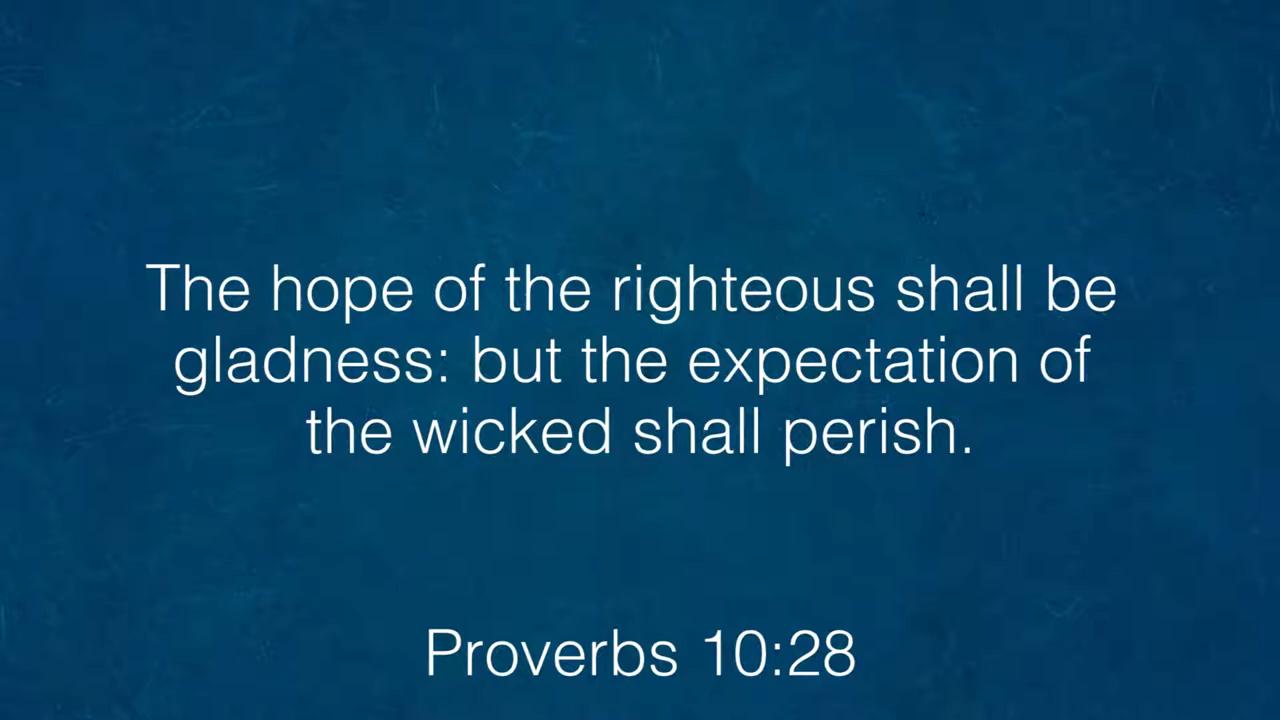 The hope of the righteous shall be
gladness: but the expectation of
the wicked shall perish.
Proverbs 10:28